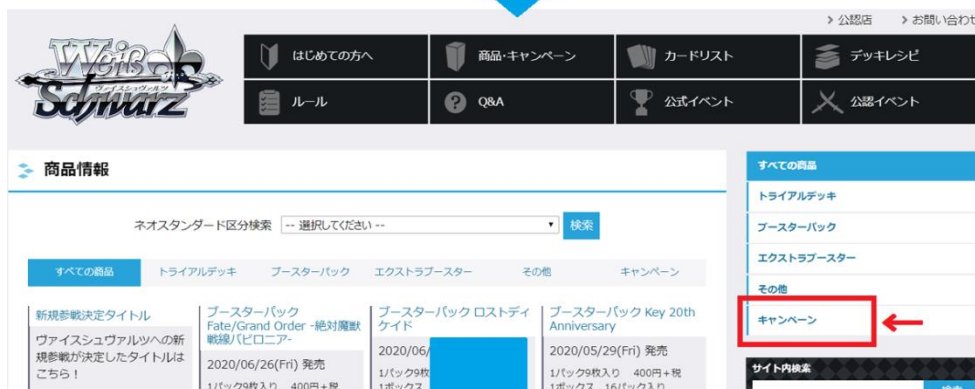 > 公認店 > お問い合わせ
Weiß Schwarz
ヴァイスシュヴァルツ
はじめての方へ
商品・キャンペーン
カードリスト
デッキレシピ
ルール
Q&A
公式イベント
公認イベント
商品情報
ネオスタンダード区分検索 -- 選択してください -- 検索
すべての商品 トライアルデッキ ブースターパック エクストラブースター その他 キャンペーン
新規参戦決定タイトル
ヴァイスシュヴァルツへの新
規参戦が決定したタイトルは
こちら！
ブースターパック
Fate/Grand Order -絶対魔獣
戦線バビロニア-
2020/06/26(Fri) 発売
1パック9枚入り 400円＋税
ブースターパック ロストディ
ケイド
2020/06/
1パック9枚
1ボックス
ブースターパック Key 20th
Anniversary
2020/05/29(Fri) 発売
1パック9枚入り 400円＋税
1ボックス 16パック入り
すべての商品
トライアルデッキ
ブースターパック
エクストラブースター
その他
キャンペーン
サイト内検索
検索